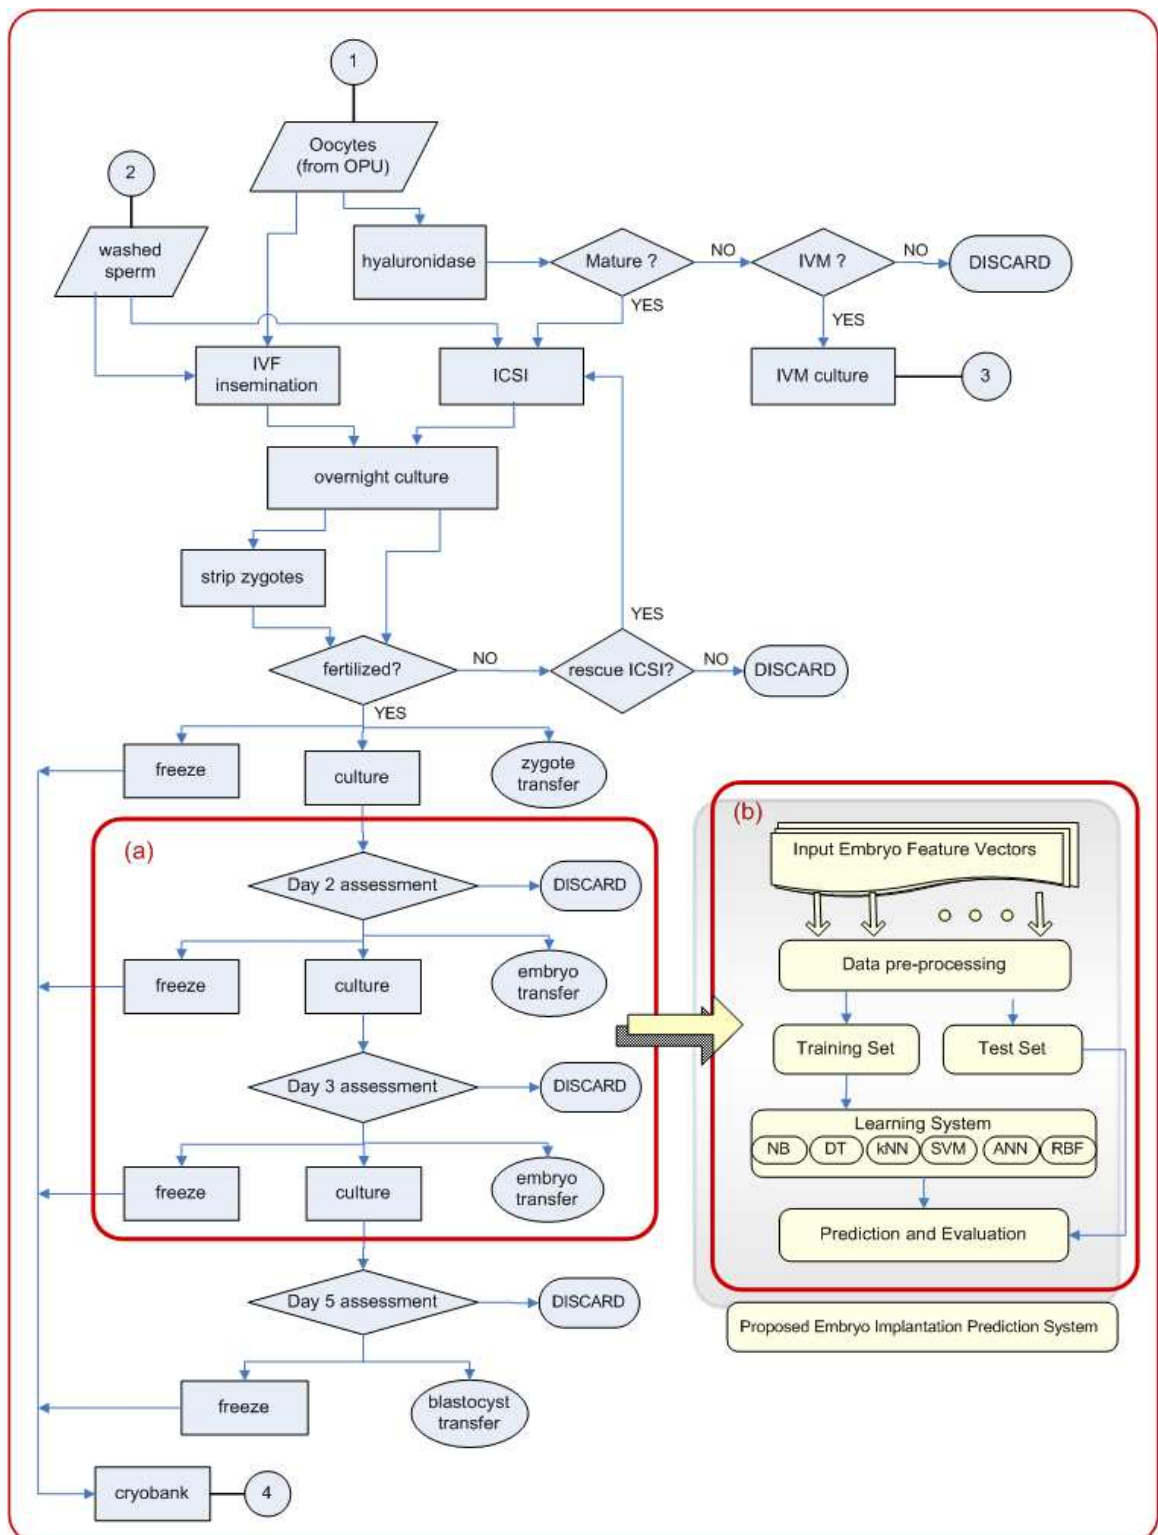 1
Oocytes
(from OPU)
2
washed
sperm
hyaluronidase
Mature ?
NO
IVM ?
NO
DISCARD
YES
YES
IVF
insemination
ICSI
IVM culture
3
overnight culture
strip zygotes
YES
fertilized?
NO
rescue ICSI?
NO
DISCARD
YES
freeze
culture
zygote
transfer
(a)
Day 2 assessment
DISCARD
freeze
culture
embryo
transfer
Day 3 assessment
DISCARD
freeze
culture
embryo
transfer
Day 5 assessment
DISCARD
freeze
blastocyst
transfer
cryobank
4
(b)
Input Embryo Feature Vectors
Data pre-processing
Training Set
Test Set
Learning System
NB DT kNN SVM ANN RBF
Prediction and Evaluation
Proposed Embryo Implantation Prediction System